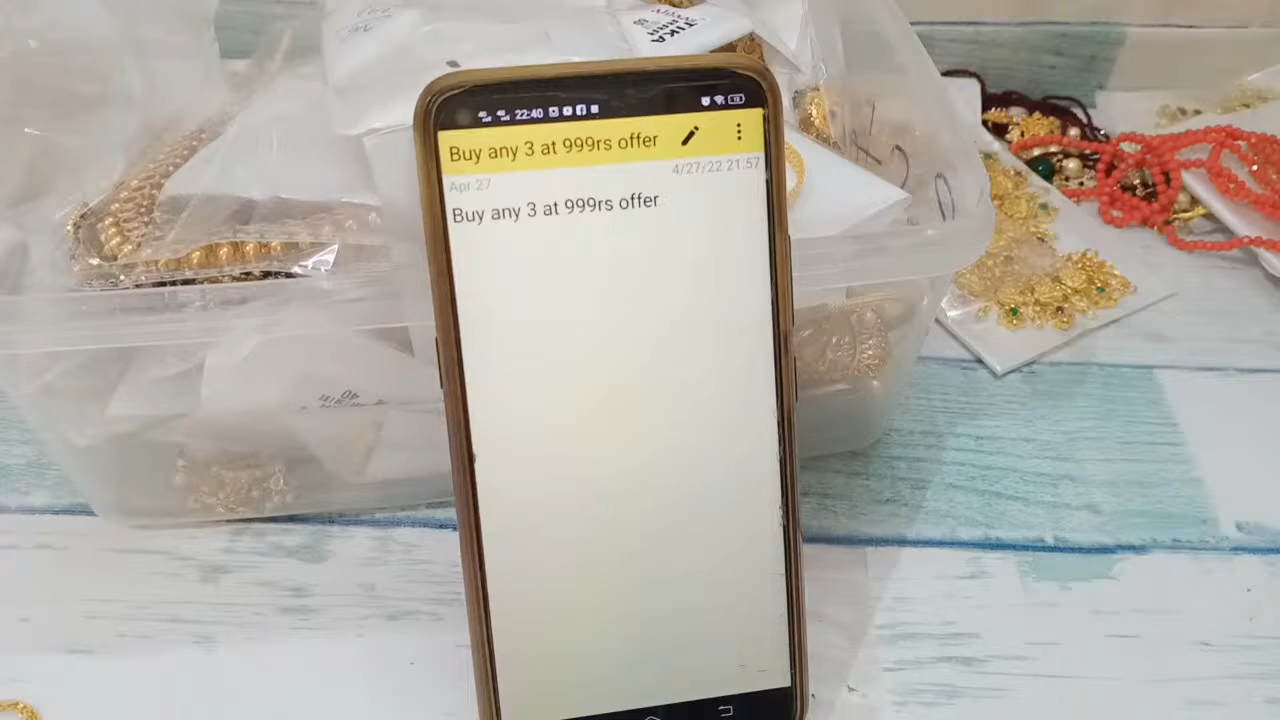 TIKA
22:40
Buy any 3 at 999rs offer
Apr 27 4/27/22 21:57
Buy any 3 at 999rs offer